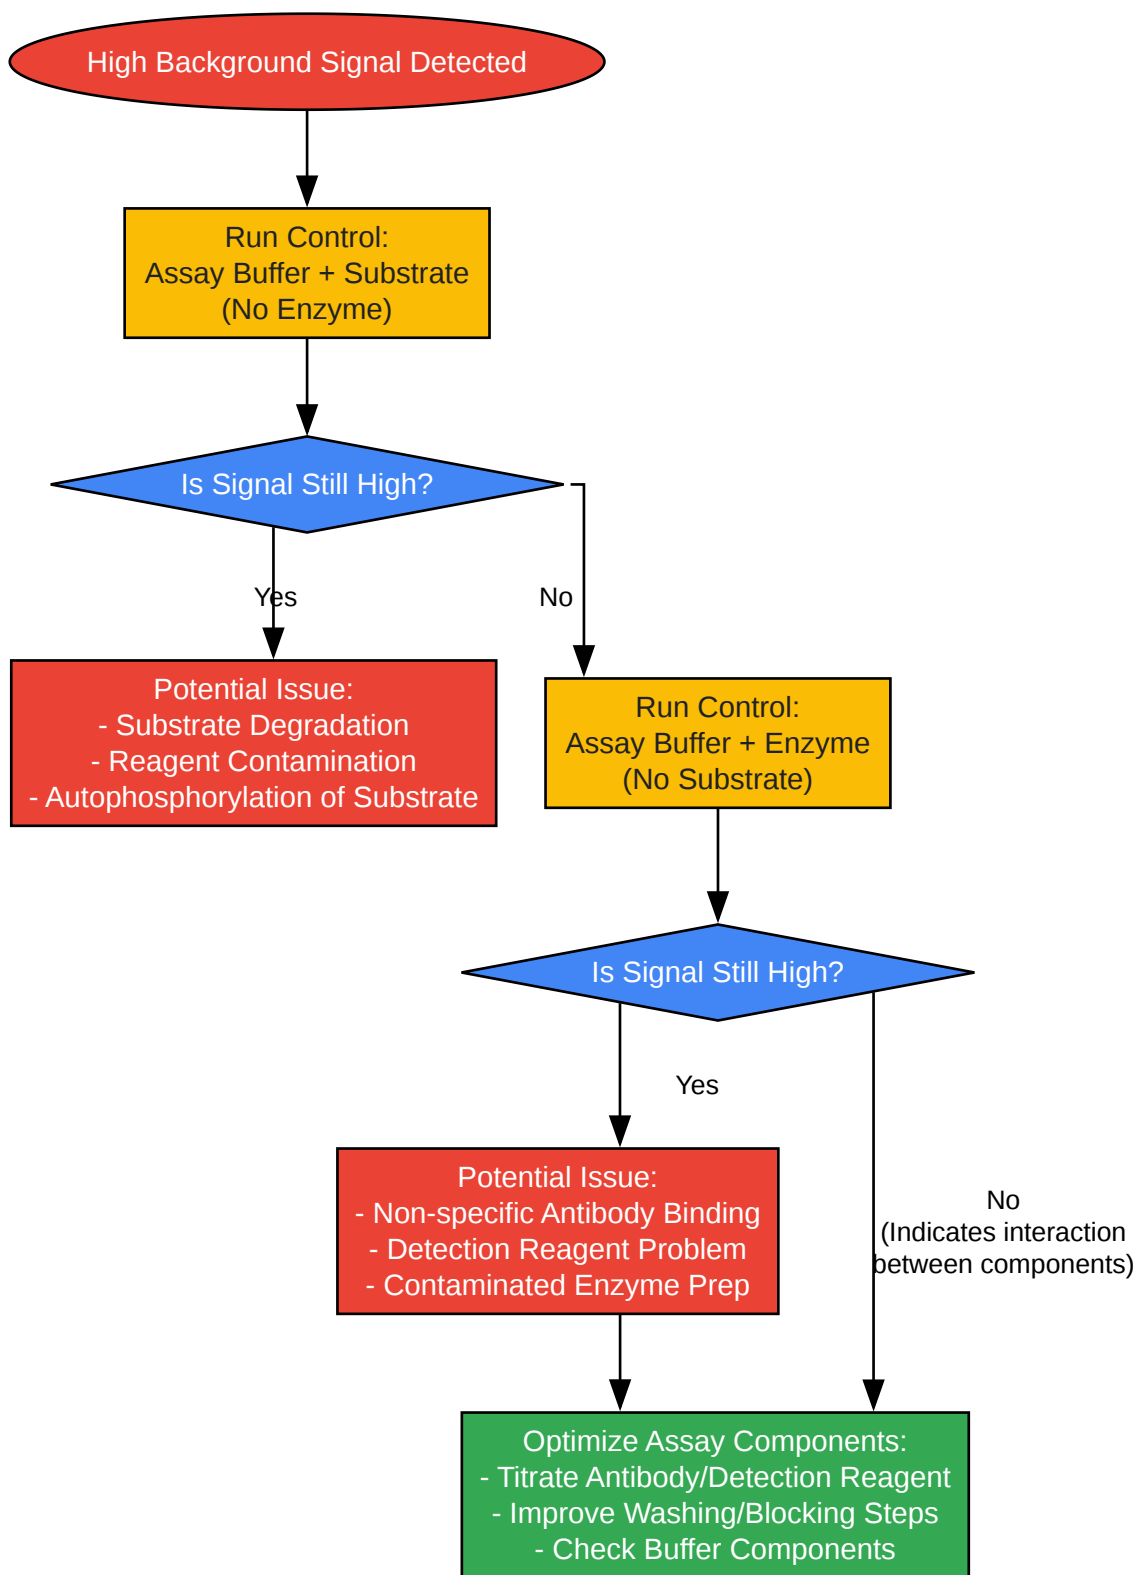 High Background Signal Detected
Run Control:
Assay Buffer + Substrate
(No Enzyme)
Is Signal Still High?
Yes
No
Potential Issue:
- Substrate Degradation
- Reagent Contamination
- Autophosphorylation of Substrate
Run Control:
Assay Buffer + Enzyme
(No Substrate)
Is Signal Still High?
Yes
Potential Issue:
- Non-specific Antibody Binding
- Detection Reagent Problem
- Contaminated Enzyme Prep
No
(Indicates interaction
between components)
Optimize Assay Components:
- Titrate Antibody/Detection Reagent
- Improve Washing/Blocking Steps
- Check Buffer Components